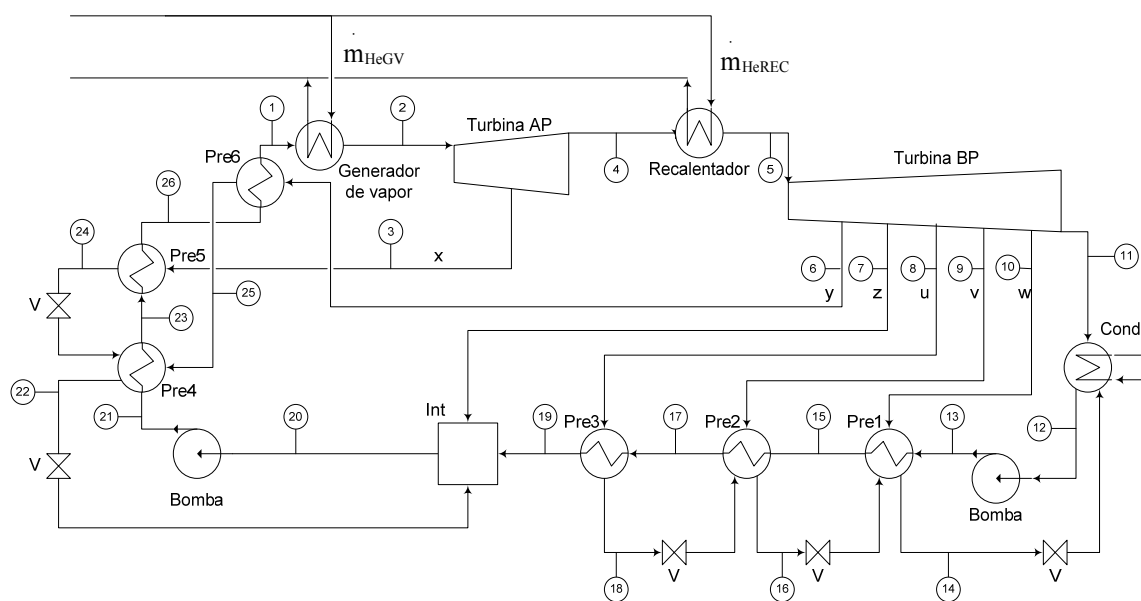 ṁHeGV
ṁHeREC
1
2
Turbina AP
Pre6
Generador
de vapor
4
Recalentador
5
Turbina BP
26
24
3
x
Pre5
V
25
23
6
7
8
9
10
11
y
z
u
v
w
Cond
22
Pre4
21
20
Int
19
Pre3
17
Pre2
15
Pre1
13
12
V
Bomba
Bomba
18
V
16
V
14
V